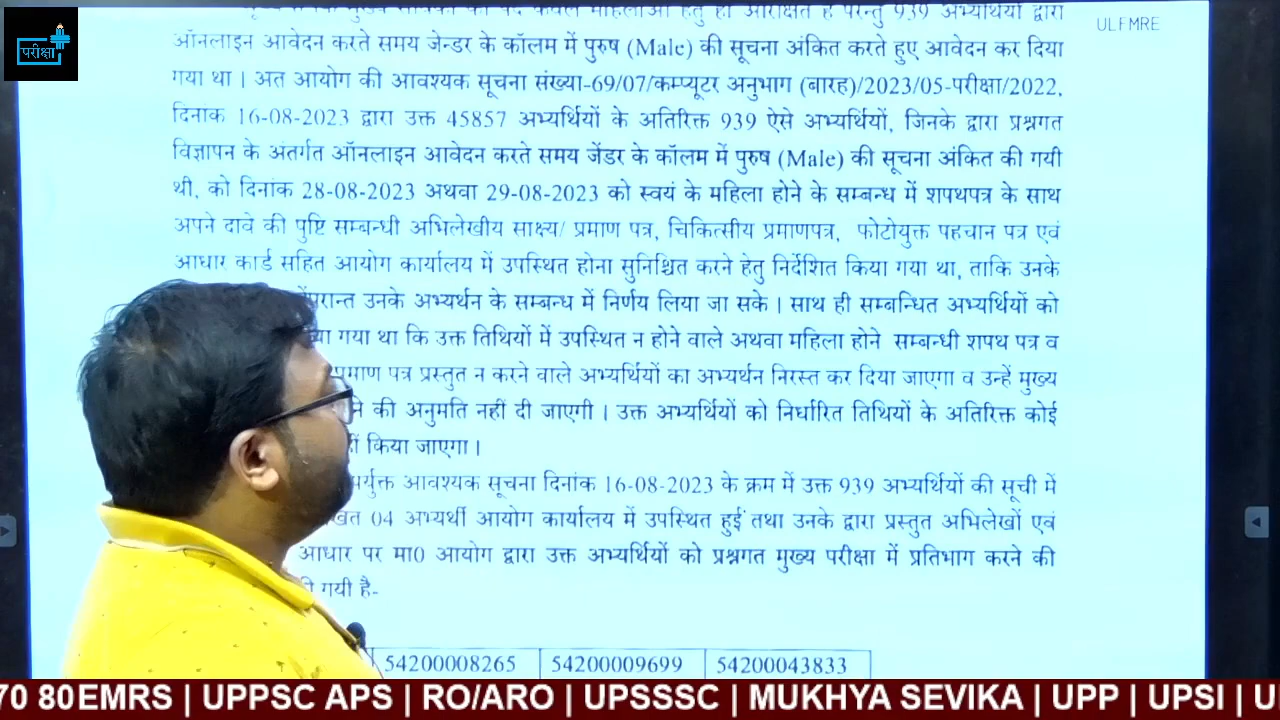 परीक्षा
ULFMRE
मुख्य सेविका का पद केवल महिलाओं हेतु ही आरक्षित है परन्तु 939 अभ्यर्थियों द्वारा
ऑनलाइन आवेदन करते समय जेन्डर के कॉलम में पुरुष (Male) की सूचना अंकित करते हुए आवेदन कर दिया
गया था। अत आयोग की आवश्यक सूचना संख्या-69/07/कम्प्यूटर अनुभाग (बारह)/2023/05-परीक्षा/2022,
दिनाक 16-08-2023 द्वारा उक्त 45857 अभ्यर्थियों के अतिरिक्त 939 ऐसे अभ्यर्थियों, जिनके द्वारा प्रश्नगत
विज्ञापन के अंतर्गत ऑनलाइन आवेदन करते समय जेंडर के कॉलम में पुरुष (Male) की सूचना अंकित की गयी
थी, को दिनांक 28-08-2023 अथवा 29-08-2023 को स्वयं के महिला होने के सम्बन्ध में शपथपत्र के साथ
अपने दावे की पुष्टि सम्बन्धी अभिलेखीय साक्ष्य/ प्रमाण पत्र, चिकित्सीय प्रमाणपत्र, फोटोयुक्त पहचान पत्र एवं
आधार कार्ड सहित आयोग कार्यालय में उपस्थित होना सुनिश्चित करने हेतु निर्देशित किया गया था, ताकि उनके
उनके अभ्यर्थन के सम्बन्ध में निर्णय लिया जा सके। साथ ही सम्बन्धित अभ्यर्थियों को
गया था कि उक्त तिथियों में उपस्थित न होने वाले अथवा महिला होने सम्बन्धी शपथ पत्र व
प्रमाण पत्र प्रस्तुत न करने वाले अभ्यर्थियों का अभ्यर्थन निरस्त कर दिया जाएगा व उन्हें मुख्य
की अनुमति नहीं दी जाएगी। उक्त अभ्यर्थियों को निर्धारित तिथियों के अतिरिक्त कोई
किया जाएगा।
आवश्यक सूचना दिनांक 16-08-2023 के क्रम में उक्त 939 अभ्यर्थियों की सूची में
04 अभ्यर्थी आयोग कार्यालय में उपस्थित हुई तथा उनके द्वारा प्रस्तुत अभिलेखों एवं
आधार पर मा0 आयोग द्वारा उक्त अभ्यर्थियों को प्रश्नगत मुख्य परीक्षा में प्रतिभाग करने की
गयी है-
54200008265 54200009699 54200043833
70 80EMRS | UPPSC APS | RO/ARO | UPSSSC | MUKHYA SEVIKA | UPP | UPSI | U